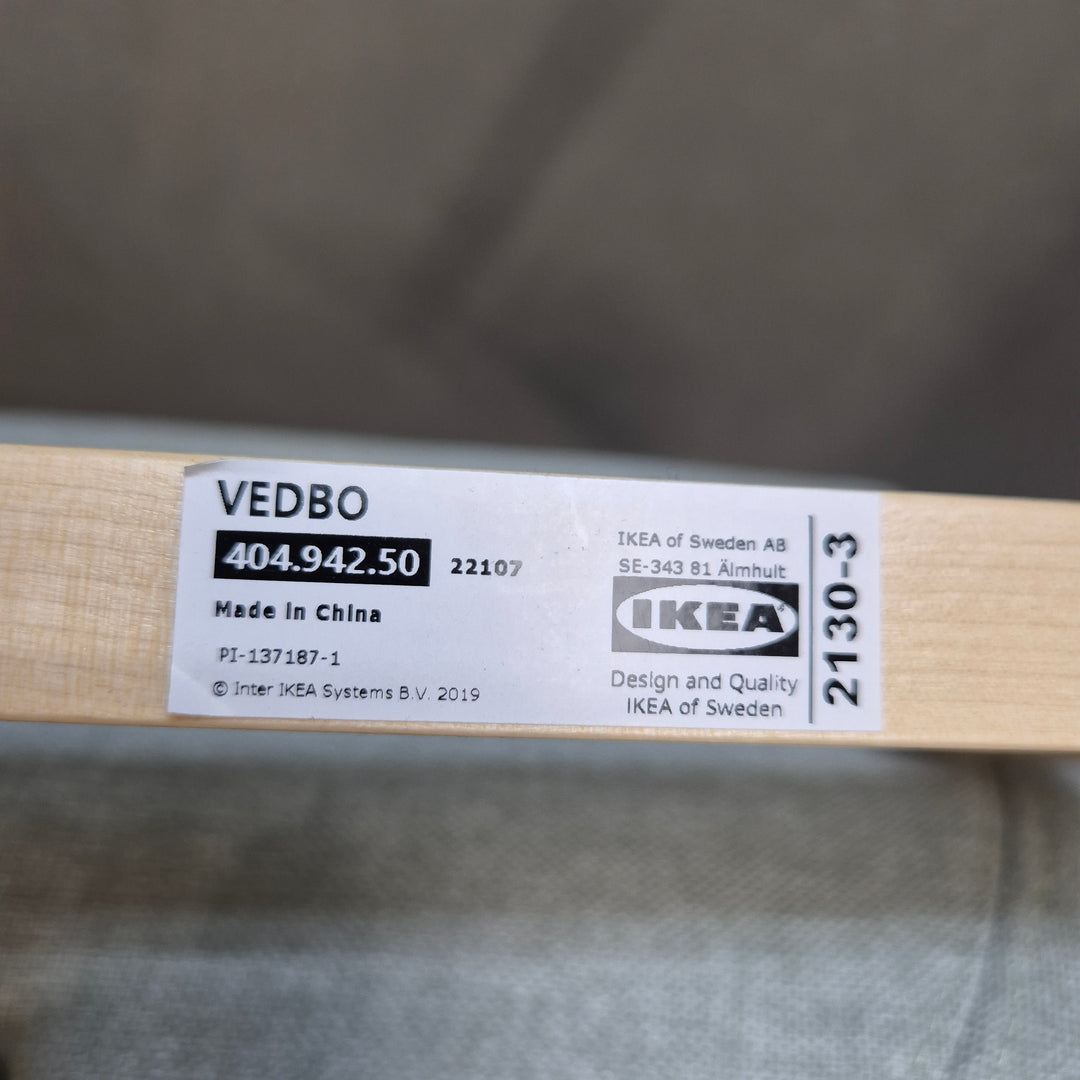 VEDBO
404.942.50 22107
Made in China
PI-137187-1
© Inter IKEA Systems B.V. 2019
IKEA of Sweden AB
SE-343 81 Älmhult
IKEA®
Design and Quality
IKEA of Sweden
2130-3